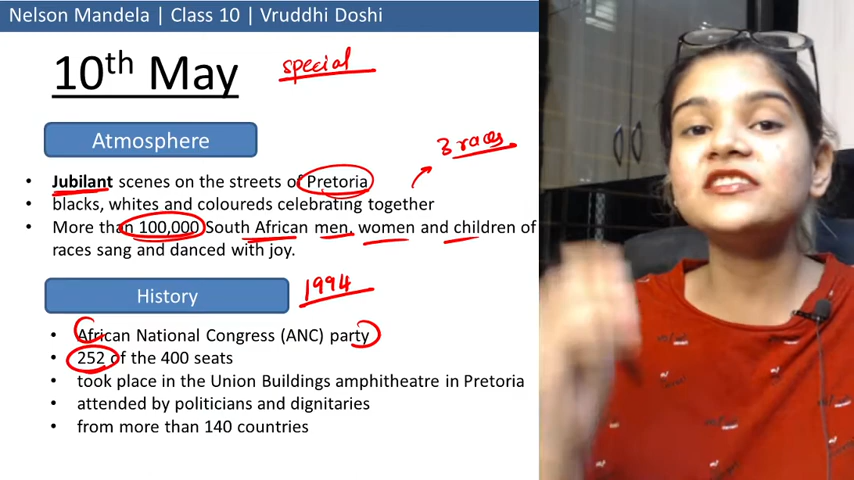 Nelson Mandela | Class 10 | Vruddhi Doshi
10th May
special
Atmosphere
3 races
• Jubilant scenes on the streets of Pretoria
• blacks, whites and coloureds celebrating together
• More than 100,000 South African men, women and children of
races sang and danced with joy.
History
1994
• African National Congress (ANC) party
• 252 of the 400 seats
• took place in the Union Buildings amphitheatre in Pretoria
• attended by politicians and dignitaries
• from more than 140 countries